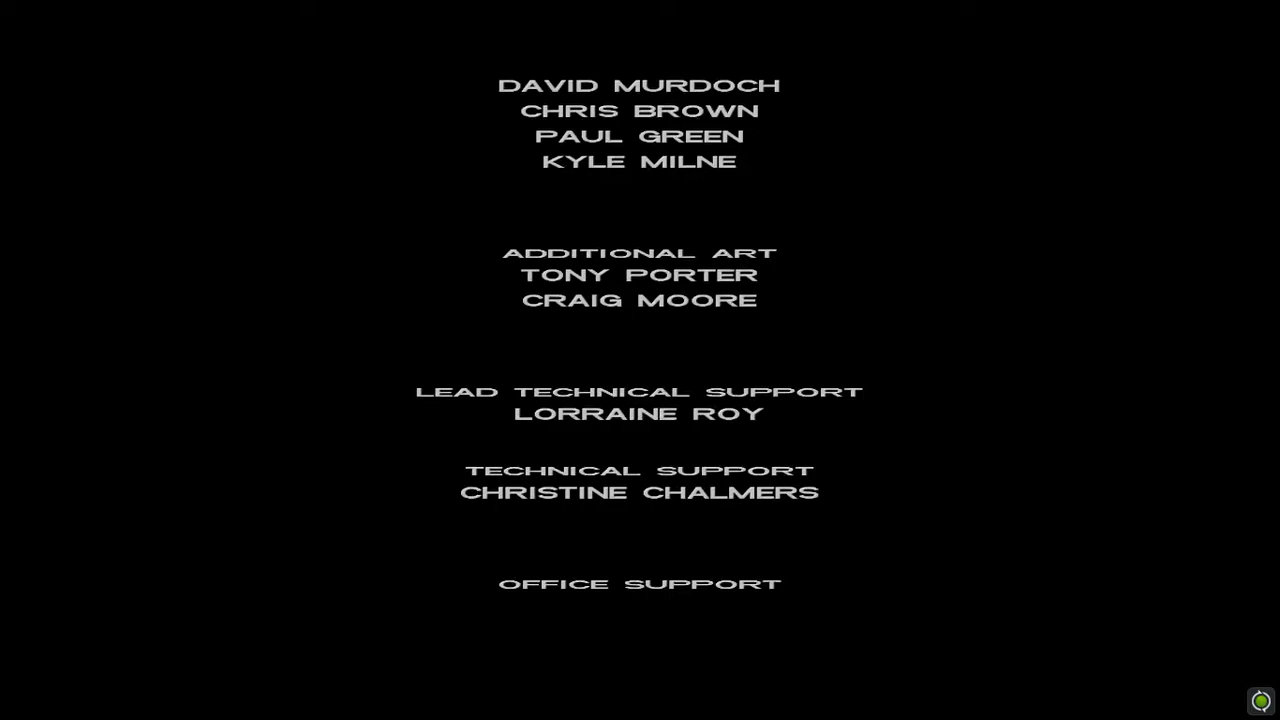 DAVID MURDOCH
CHRIS BROWN
PAUL GREEN
KYLE MILNE
ADDITIONAL ART
TONY PORTER
CRAIG MOORE
LEAD TECHNICAL SUPPORT
LORRAINE ROY
TECHNICAL SUPPORT
CHRISTINE CHALMERS
OFFICE SUPPORT